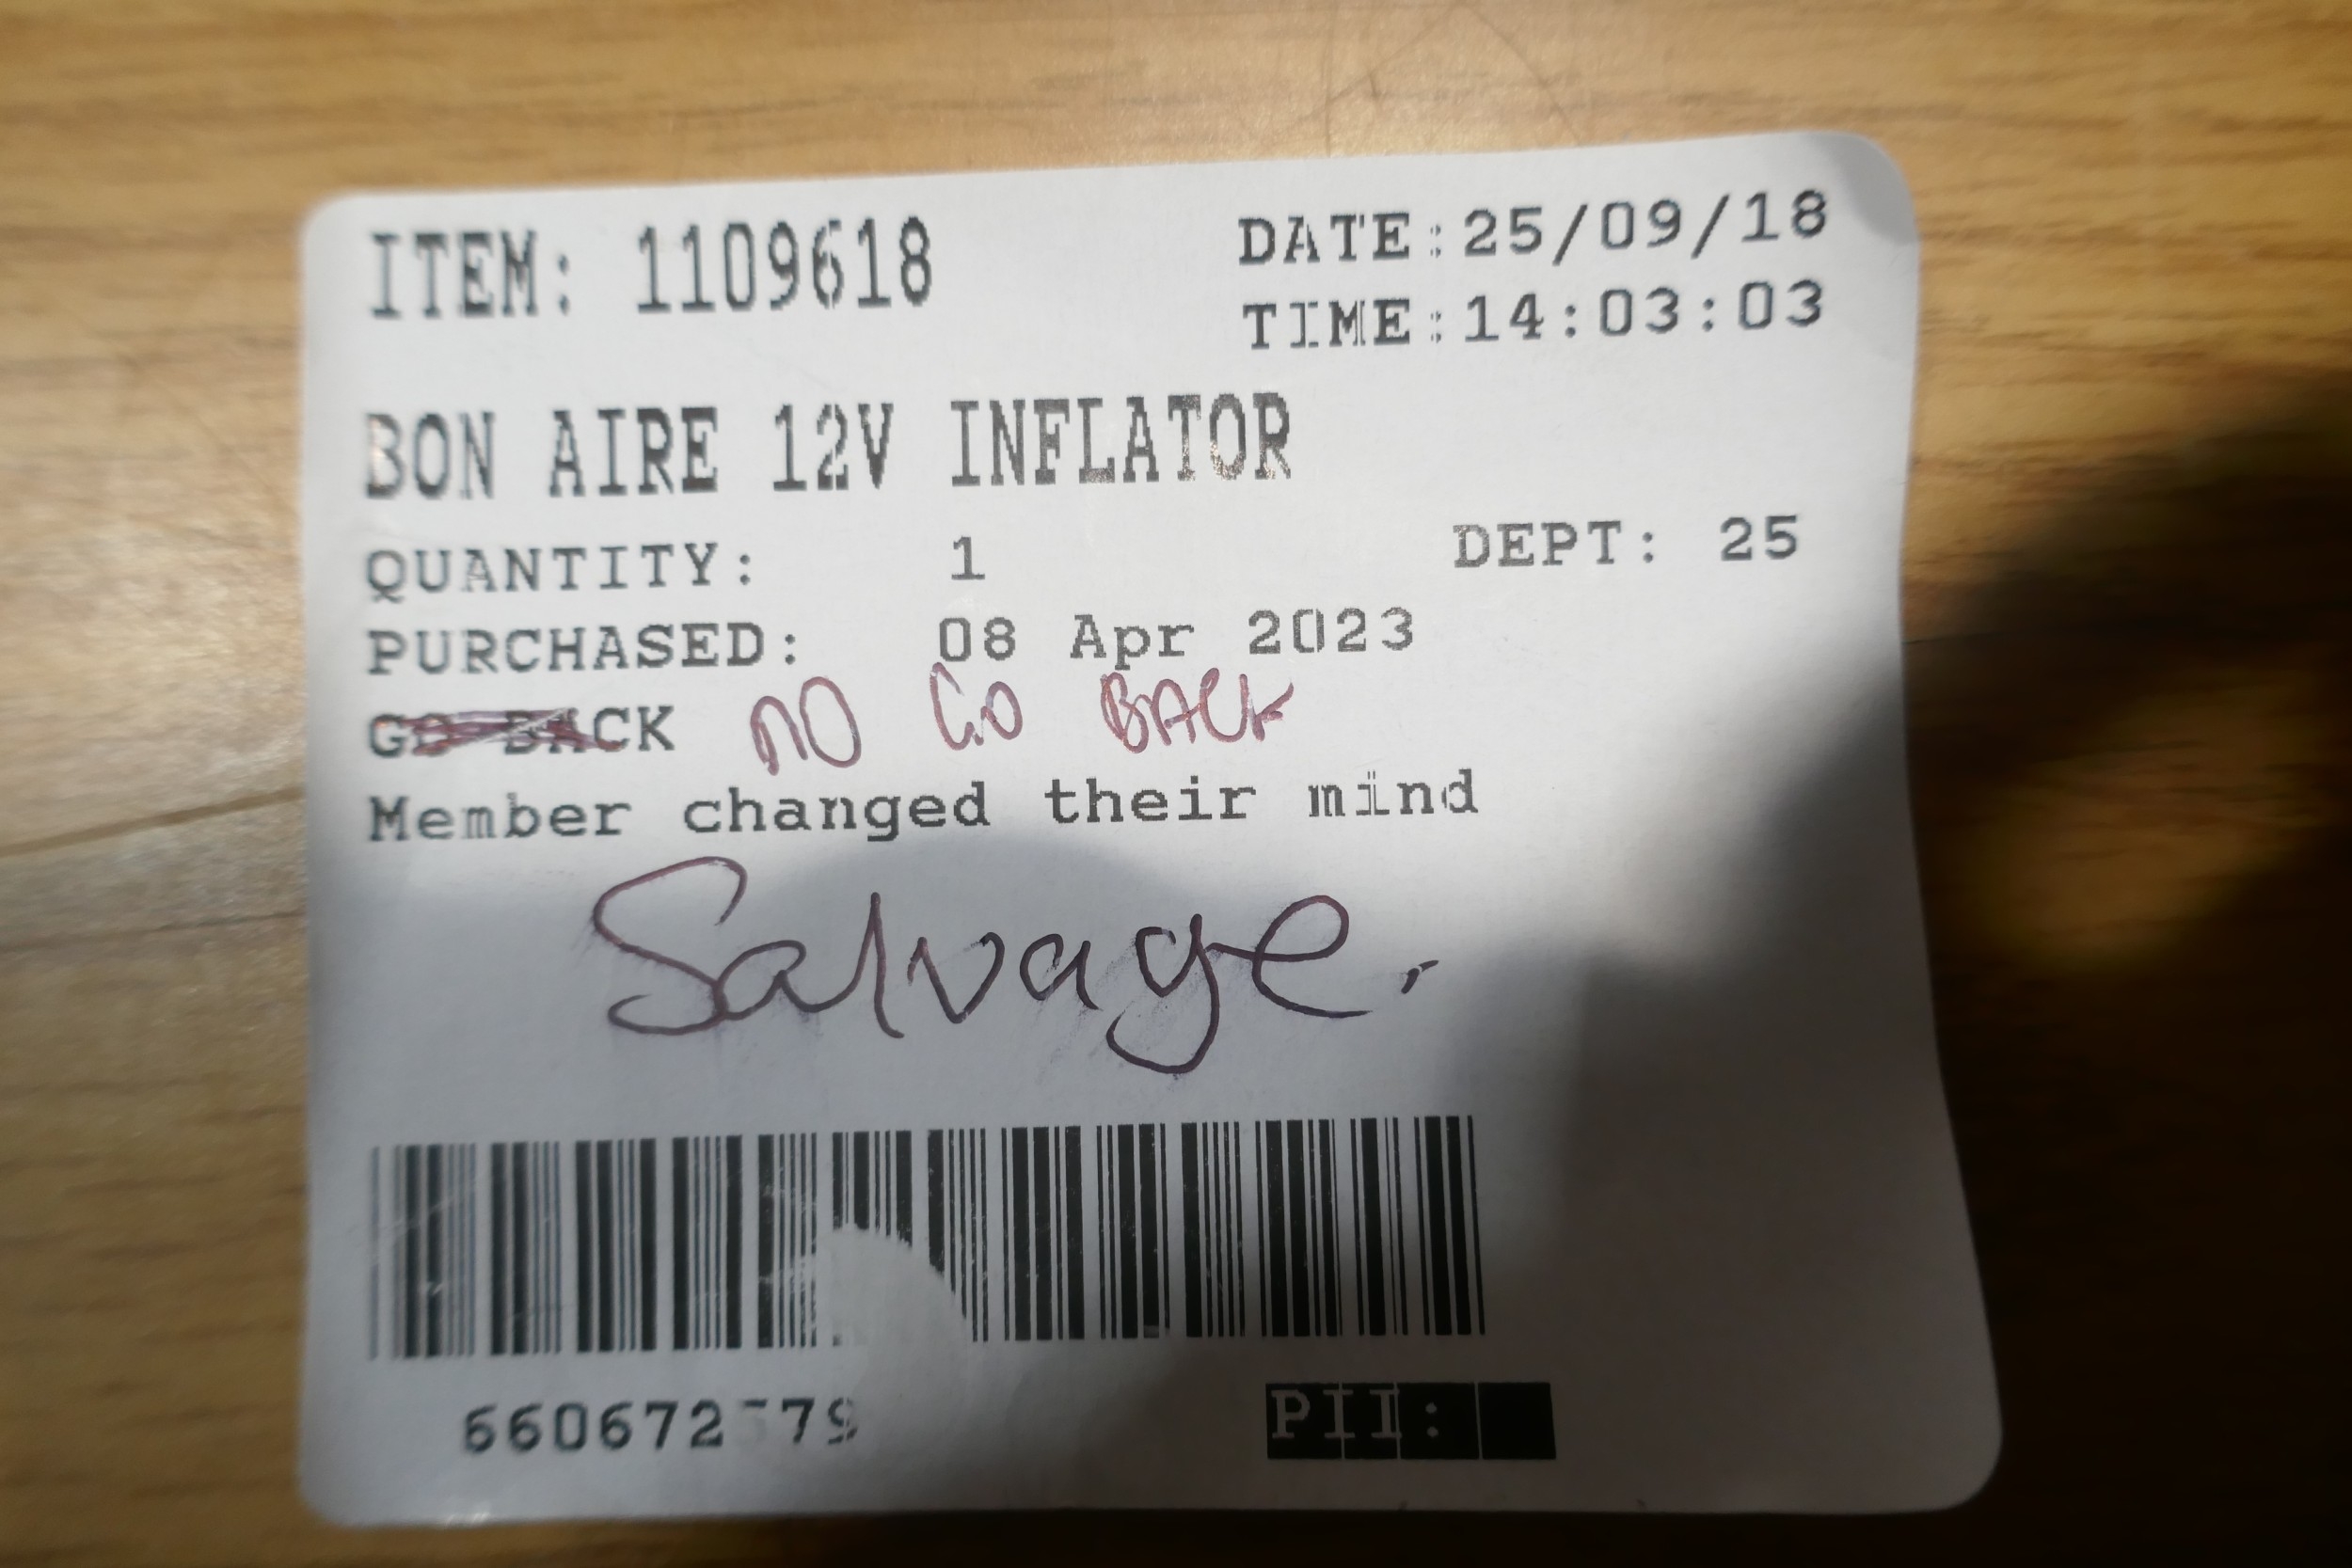 ITEM: 1109618 DATE:25/09/18
TIME:14:03:03
BON AIRE 12V INFLATOR
QUANTITY: 1 DEPT: 25
PURCHASED: 08 Apr 2023
GO BACK NO GO BACK
Member changed their mind
Salvage.
PII: